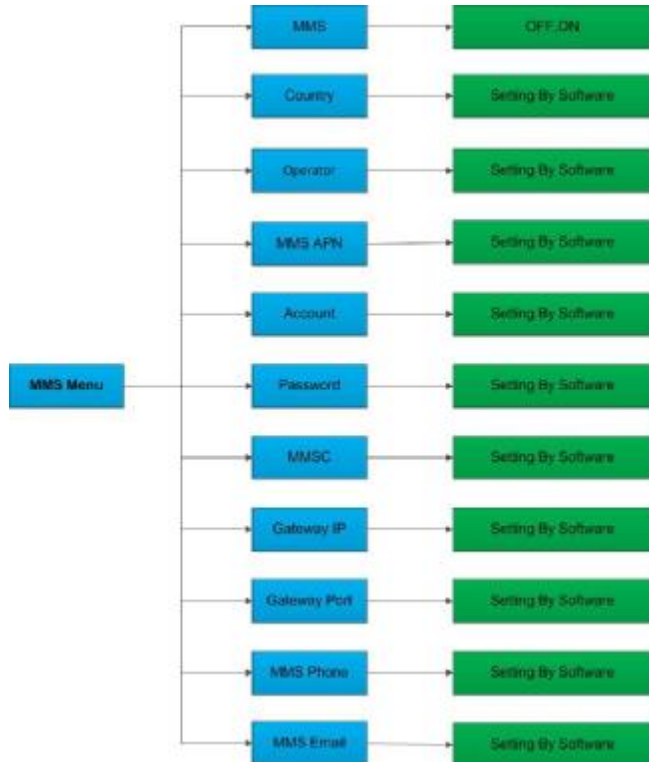 MMS
OFF,ON
Country
Setting By Software
Operator
Setting By Software
MMS APN
Setting By Software
Account
Setting By Software
MMS Menu
Password
Setting By Software
MMSC
Setting By Software
Gateway IP
Setting By Software
Gateway Port
Setting By Software
MMS Phone
Setting By Software
MMS Email
Setting By Software